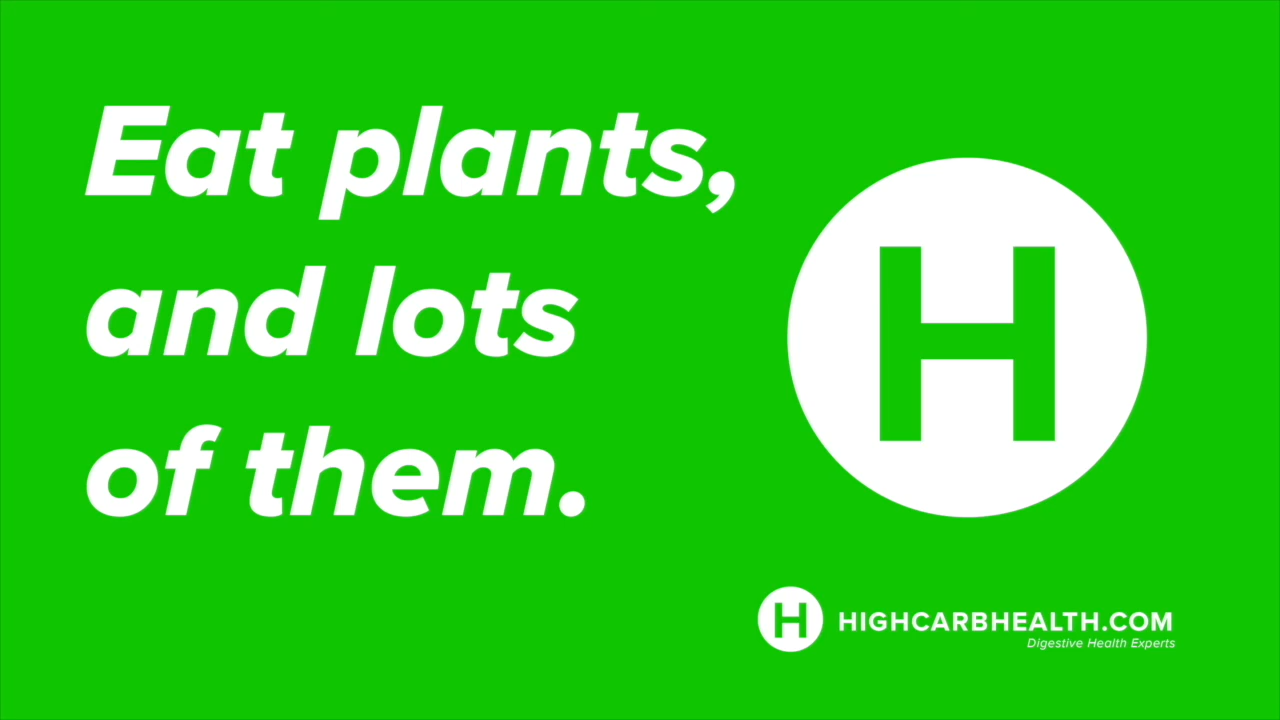 Eat plants,
and lots
of them.
H
H HIGHCARBHEALTH.COM
Digestive Health Experts